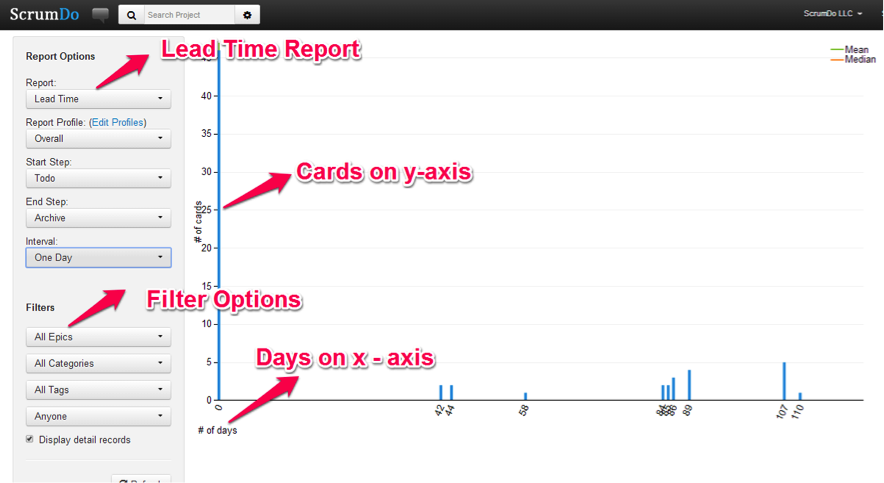 ScrumDo
Search Project
ScrumDo LLC
Report Options
Lead Time Report
Mean
Median
Report:
Lead Time
Report Profile: (Edit Profiles)
Overall
Start Step:
Todo
End Step:
Archive
Interval:
One Day
Cards on y-axis
# of cards
45
40
35
30
25
20
15
10
5
0
Filters
Filter Options
All Epics
All Categories
All Tags
Anyone
Display detail records
Days on x - axis
0 42 44 58 86 89 107 110
# of days